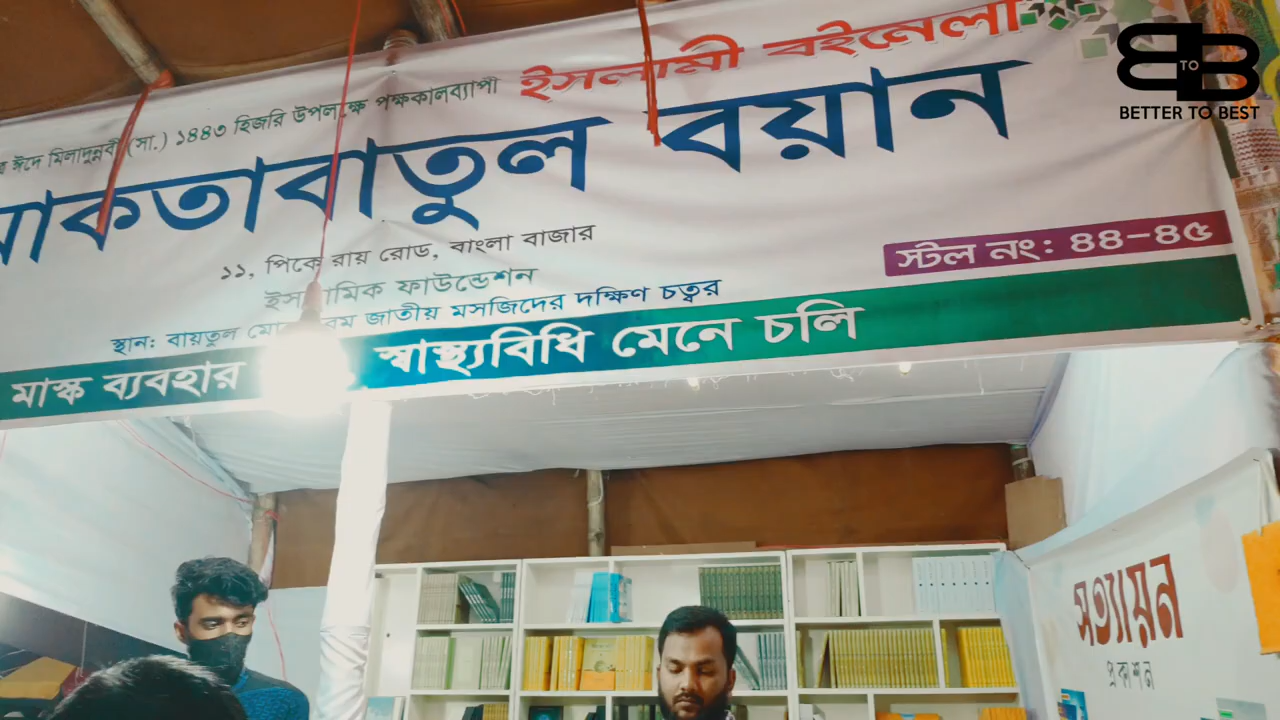 ঈদে মিলাদুন্নবী (সা.) ১৪৪৩ হিজরি উপলক্ষে পক্ষকালব্যাপী ইসলামী বইমেলা
মাকতাবাতুল বয়ান
১১, পিকে রায় রোড, বাংলা বাজার
স্টল নং: ৪৪-৪৫
ইসলামিক ফাউন্ডেশন
স্থান: বায়তুল মোকাররম জাতীয় মসজিদের দক্ষিণ চত্বর
মাস্ক ব্যবহার স্বাস্থ্যবিধি মেনে চলি
সত্যায়ন
প্রকাশন
B TO B
BETTER TO BEST